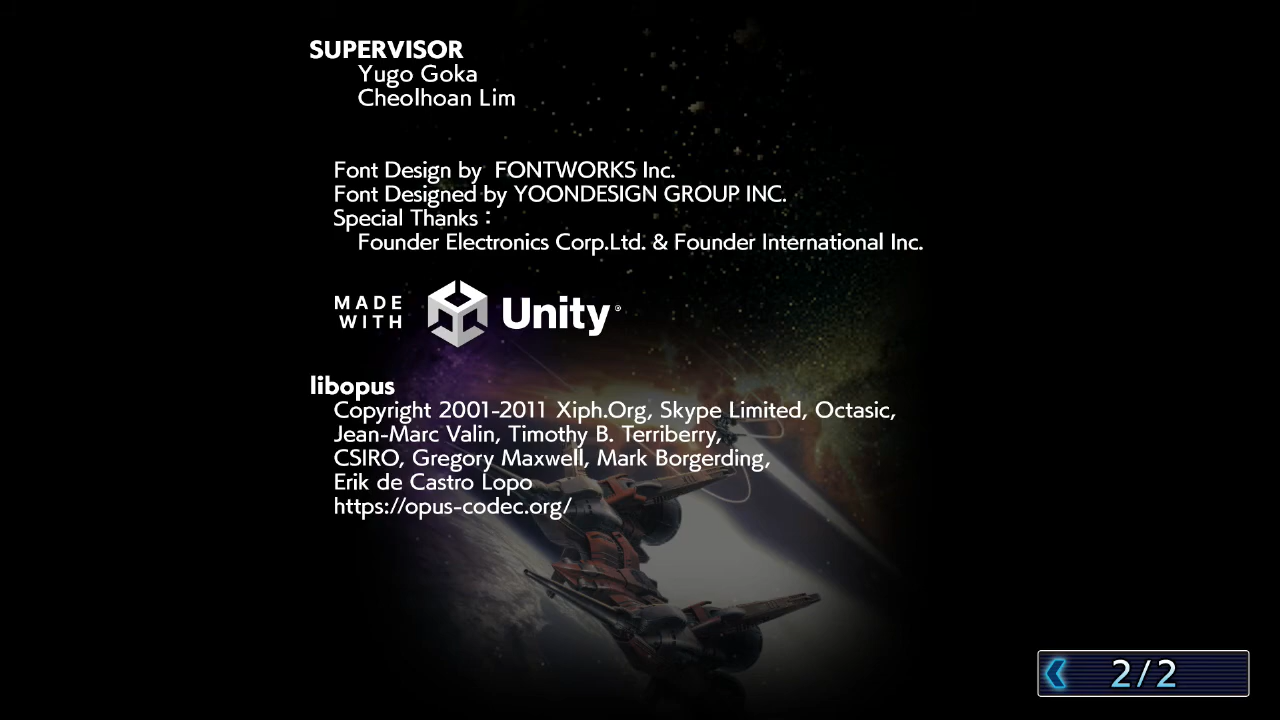 SUPERVISOR
Yugo Goka
Cheolhoan Lim
Font Design by FONTWORKS Inc.
Font Designed by YOONDESIGN GROUP INC.
Special Thanks :
Founder Electronics Corp.Ltd. & Founder International Inc.
MADE
WITH
Unity®
libopus
Copyright 2001-2011 Xiph.Org, Skype Limited, Octasic,
Jean-Marc Valin, Timothy B. Terriberry,
CSIRO, Gregory Maxwell, Mark Borgerding,
Erik de Castro Lopo
https://opus-codec.org/
2/2